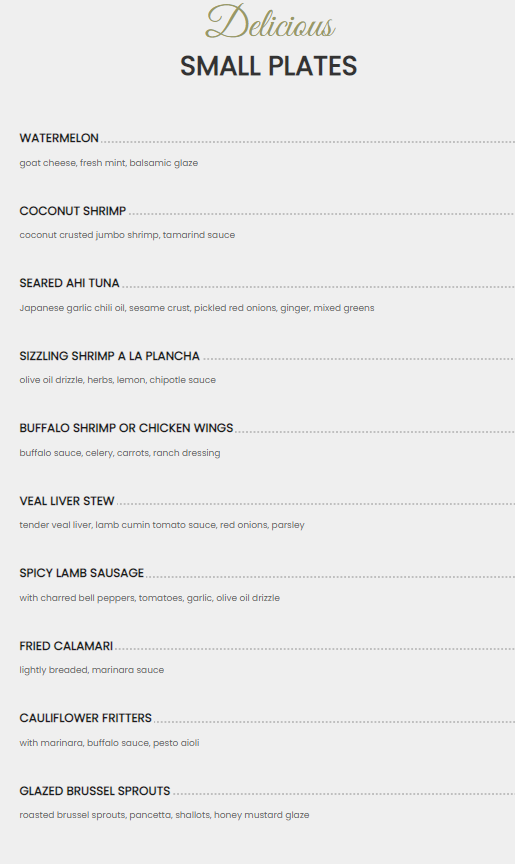 Delicious
SMALL PLATES
WATERMELON
goat cheese, fresh mint, balsamic glaze
COCONUT SHRIMP
coconut crusted jumbo shrimp, tamarind sauce
SEARED AHI TUNA
Japanese garlic chili oil, sesame crust, pickled red onions, ginger, mixed greens
SIZZLING SHRIMP A LA PLANCHA
olive oil drizzle, herbs, lemon, chipotle sauce
BUFFALO SHRIMP OR CHICKEN WINGS
buffalo sauce, celery, carrots, ranch dressing
VEAL LIVER STEW
tender veal liver, lamb cumin tomato sauce, red onions, parsley
SPICY LAMB SAUSAGE
with charred bell peppers, tomatoes, garlic, olive oil drizzle
FRIED CALAMARI
lightly breaded, marinara sauce
CAULIFLOWER FRITTERS
with marinara, buffalo sauce, pesto aioli
GLAZED BRUSSEL SPROUTS
roasted brussel sprouts, pancetta, shallots, honey mustard glaze